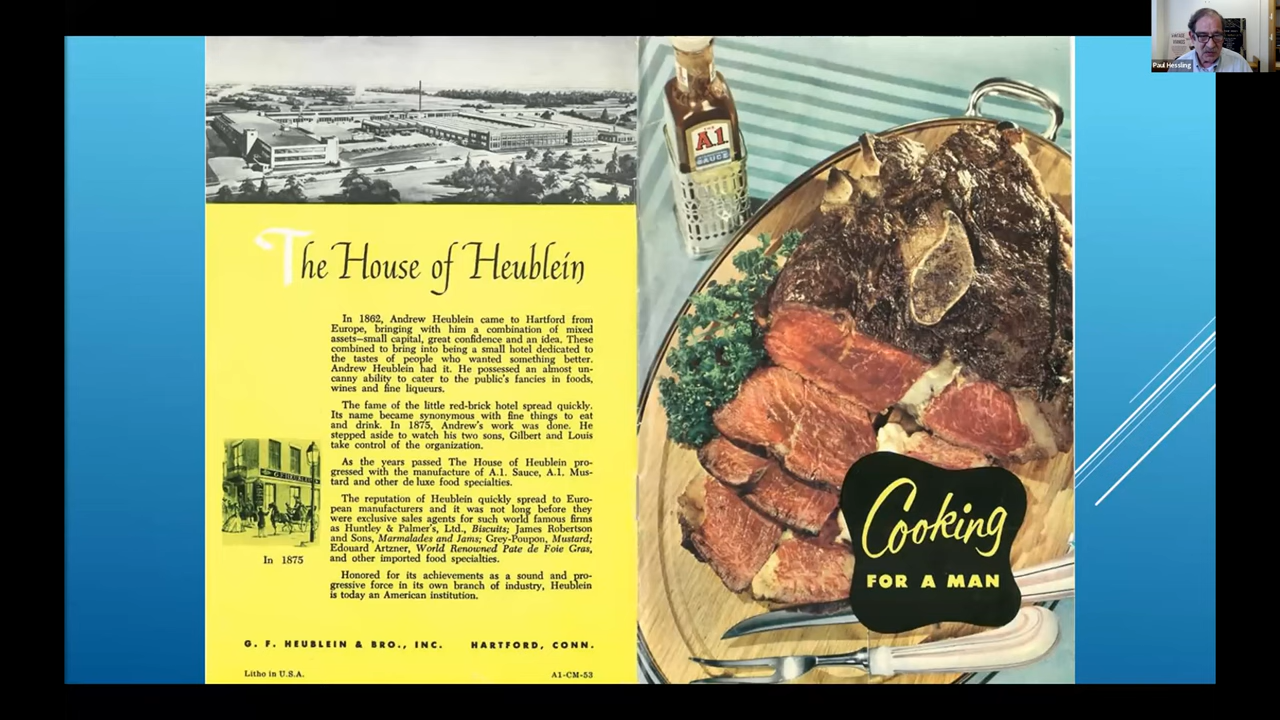 Paul Hessling
The House of Heublein
In 1862, Andrew Heublein came to Hartford from
Europe, bringing with him a combination of mixed
assets—small capital, great confidence and an idea. These
combined to bring into being a small hotel dedicated to
the tastes of people who wanted something better.
Andrew Heublein had it. He possessed an almost un-
canny ability to cater to the public's fancies in foods,
wines and fine liqueurs.
The fame of the little red-brick hotel spread quickly.
Its name became synonymous with fine things to eat
and drink. In 1875, Andrew's work was done. He
stepped aside to watch his two sons, Gilbert and Louis
take control of the organization.
As the years passed The House of Heublein pro-
gressed with the manufacture of A.1. Sauce, A.1. Mus-
tard and other de luxe food specialties.
The reputation of Heublein quickly spread to Euro-
pean manufacturers and it was not long before they
were exclusive sales agents for such world famous firms
as Huntley & Palmer's, Ltd., Biscuits; James Robertson
and Sons, Marmalades and Jams; Grey-Poupon, Mustard;
Edouard Artzner, World Renowned Pate de Foie Gras,
and other imported food specialties.
Honored for its achievements as a sound and pro-
gressive force in its own branch of industry, Heublein
is today an American institution.
G.F. HEUBLEIN
In 1875
G. F. HEUBLEIN & BRO., INC. HARTFORD, CONN.
Litho in U.S.A. A1-CM-53
A.1.
SAUCE
Cooking
FOR A MAN